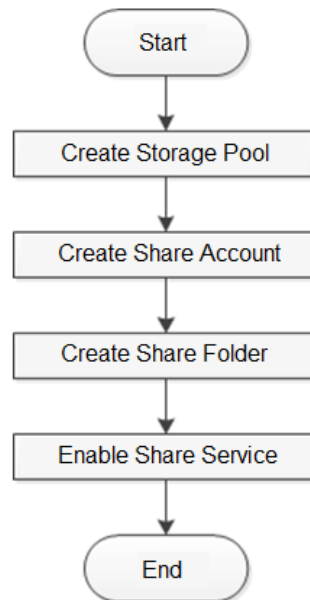 Start
Create Storage Pool
Create Share Account
Create Share Folder
Enable Share Service
End